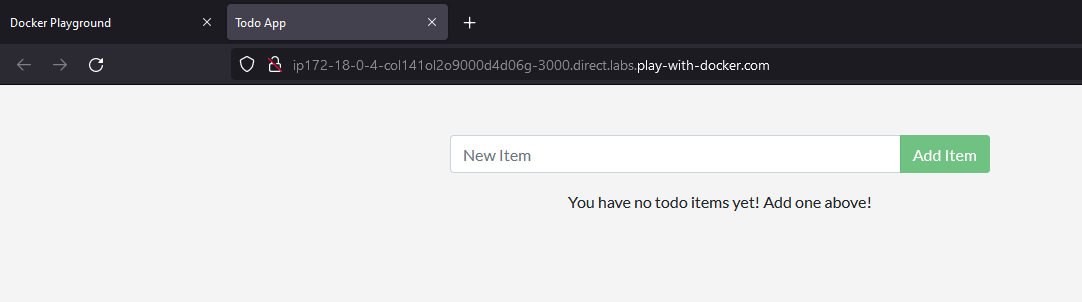 Docker Playground
Todo App
ip172-18-0-4-col141ol2o9000d4d06g-3000.direct.labs.play-with-docker.com
New Item
Add Item
You have no todo items yet! Add one above!